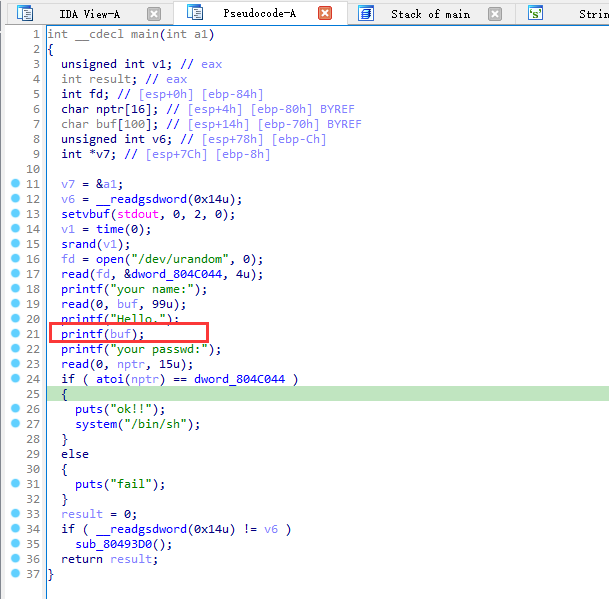 IDA View-A Pseudocode-A Stack of main Strin
1 int __cdecl main(int a1)
2 {
3 unsigned int v1; // eax
4 int result; // eax
5 int fd; // [esp+0h] [ebp-84h]
6 char nptr[16]; // [esp+4h] [ebp-80h] BYREF
7 char buf[100]; // [esp+14h] [ebp-70h] BYREF
8 unsigned int v6; // [esp+78h] [ebp-Ch]
9 int *v7; // [esp+7Ch] [ebp-8h]
10
11 v7 = &a1;
12 v6 = __readgsdword(0x14u);
13 setvbuf(stdout, 0, 2, 0);
14 v1 = time(0);
15 srand(v1);
16 fd = open("/dev/urandom", 0);
17 read(fd, &dword_804C044, 4u);
18 printf("your name:");
19 read(0, buf, 99u);
20 printf("Hello,");
21 printf(buf);
22 printf("your passwd:");
23 read(0, nptr, 15u);
24 if ( atoi(nptr) == dword_804C044 )
25 {
26 puts("ok!!");
27 system("/bin/sh");
28 }
29 else
30 {
31 puts("fail");
32 }
33 result = 0;
34 if ( __readgsdword(0x14u) != v6 )
35 sub_80493D0();
36 return result;
37 }